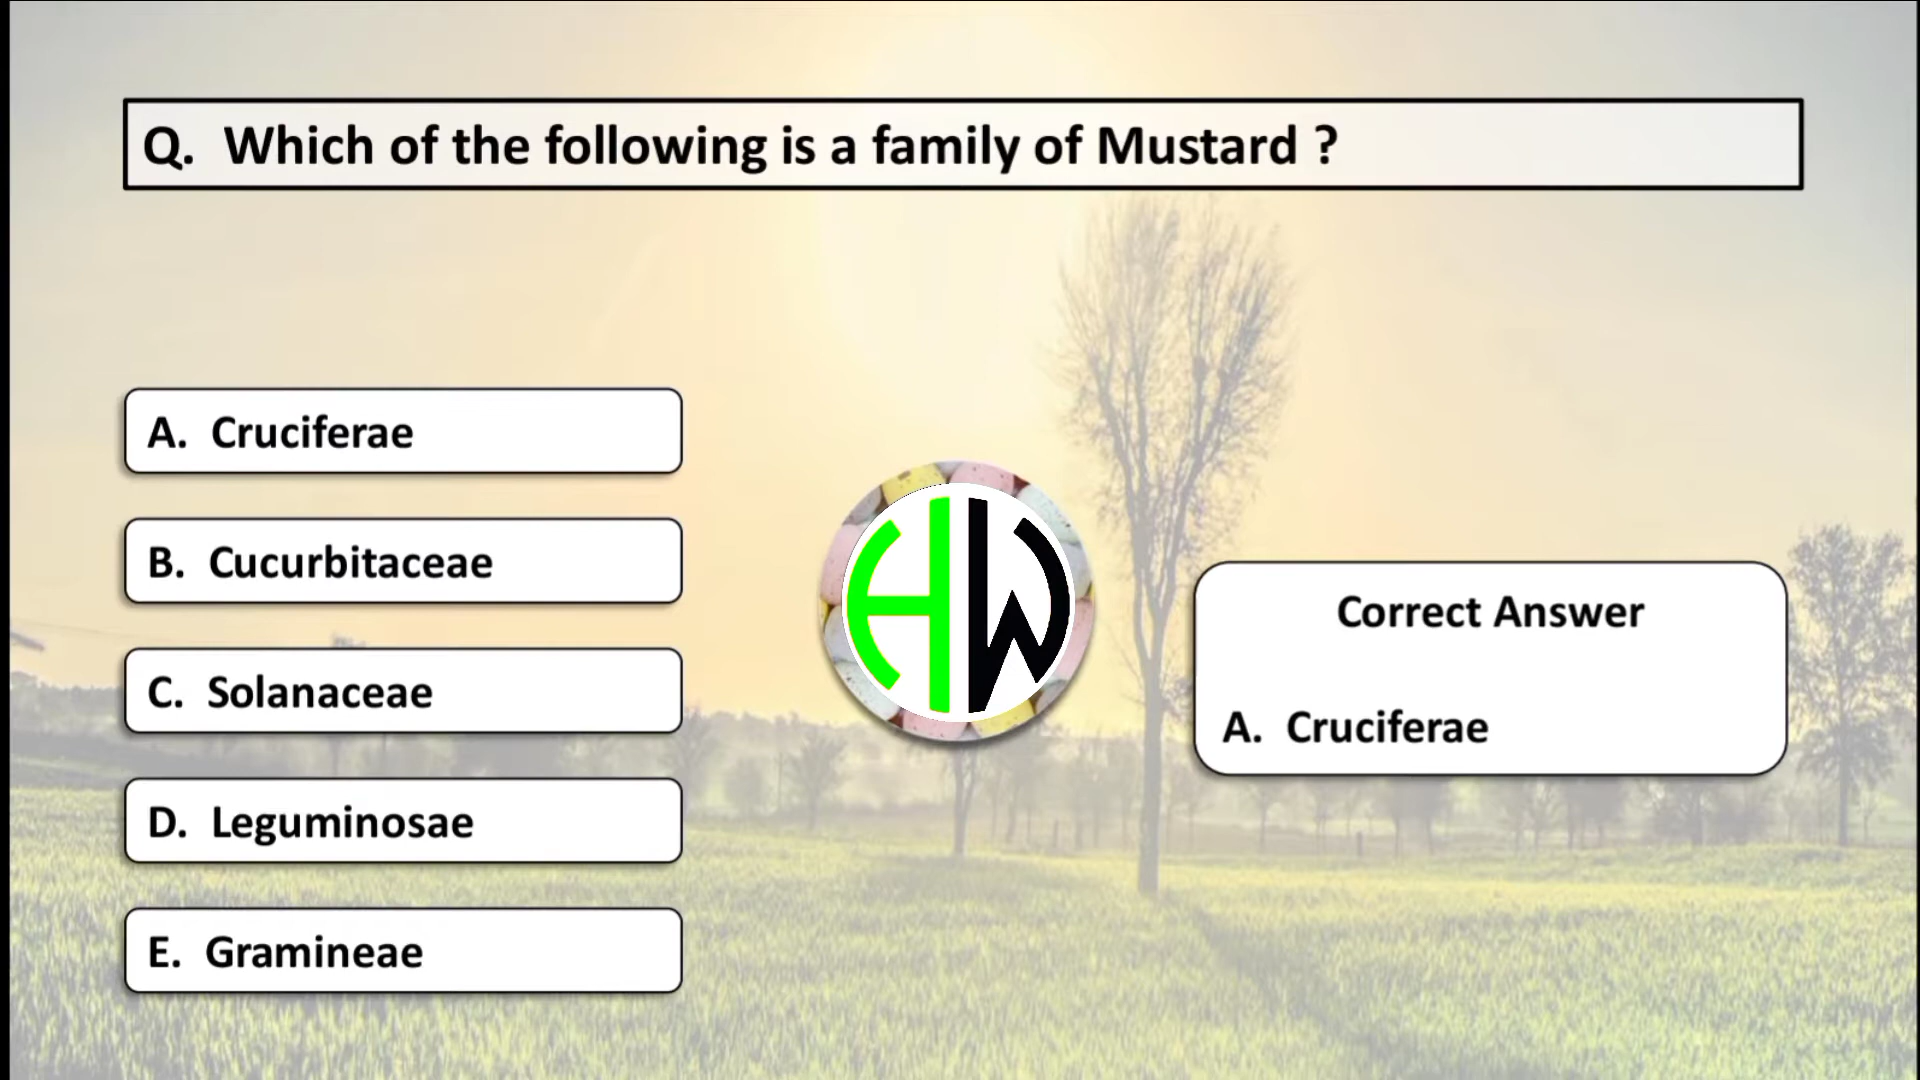 Q. Which of the following is a family of Mustard ?
A. Cruciferae
B. Cucurbitaceae
C. Solanaceae
D. Leguminosae
E. Gramineae
HW
Correct Answer
A. Cruciferae